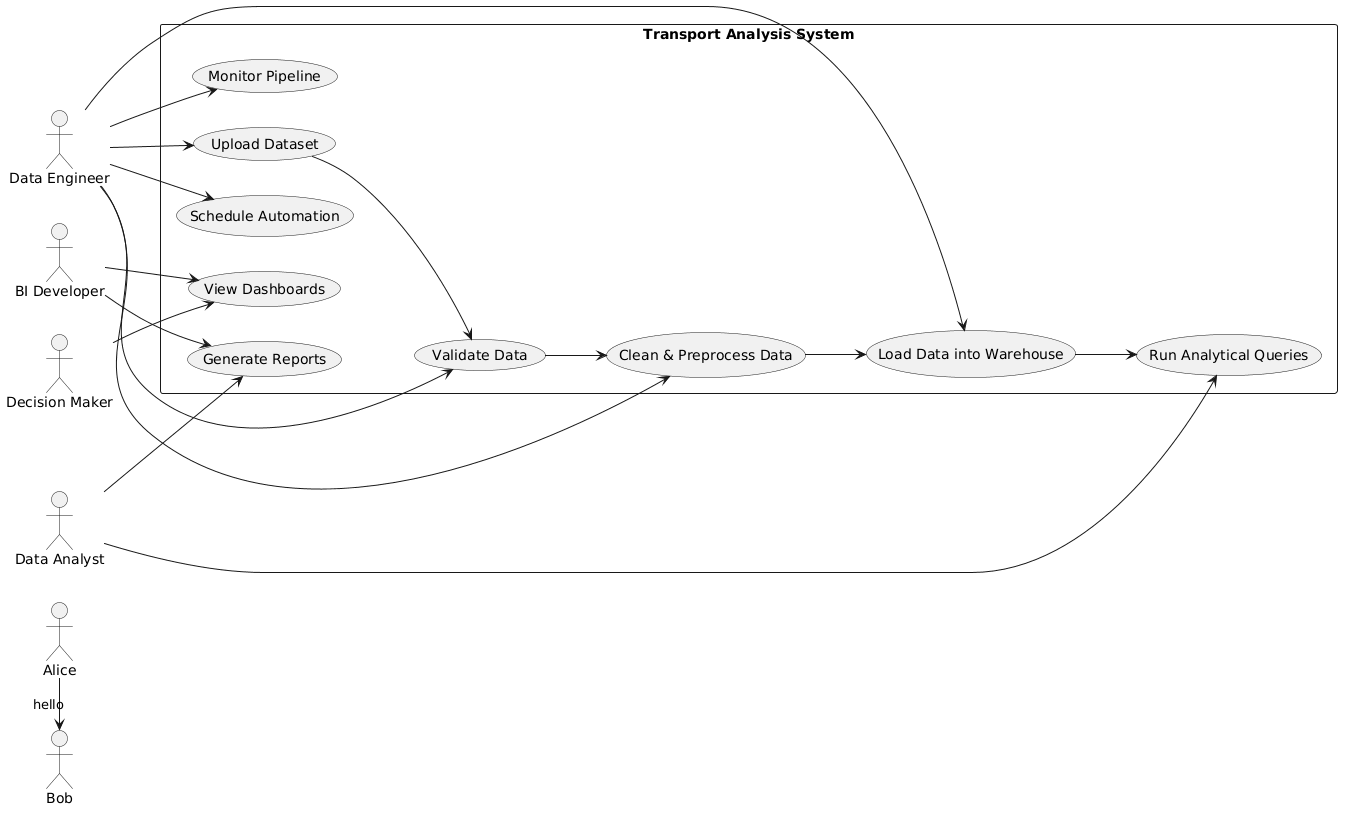 Transport Analysis System
Monitor Pipeline
Upload Dataset
Data Engineer
Schedule Automation
View Dashboards
BI Developer
Generate Reports
Validate Data
Clean & Preprocess Data
Load Data into Warehouse
Run Analytical Queries
Decision Maker
Data Analyst
Alice
hello
Bob